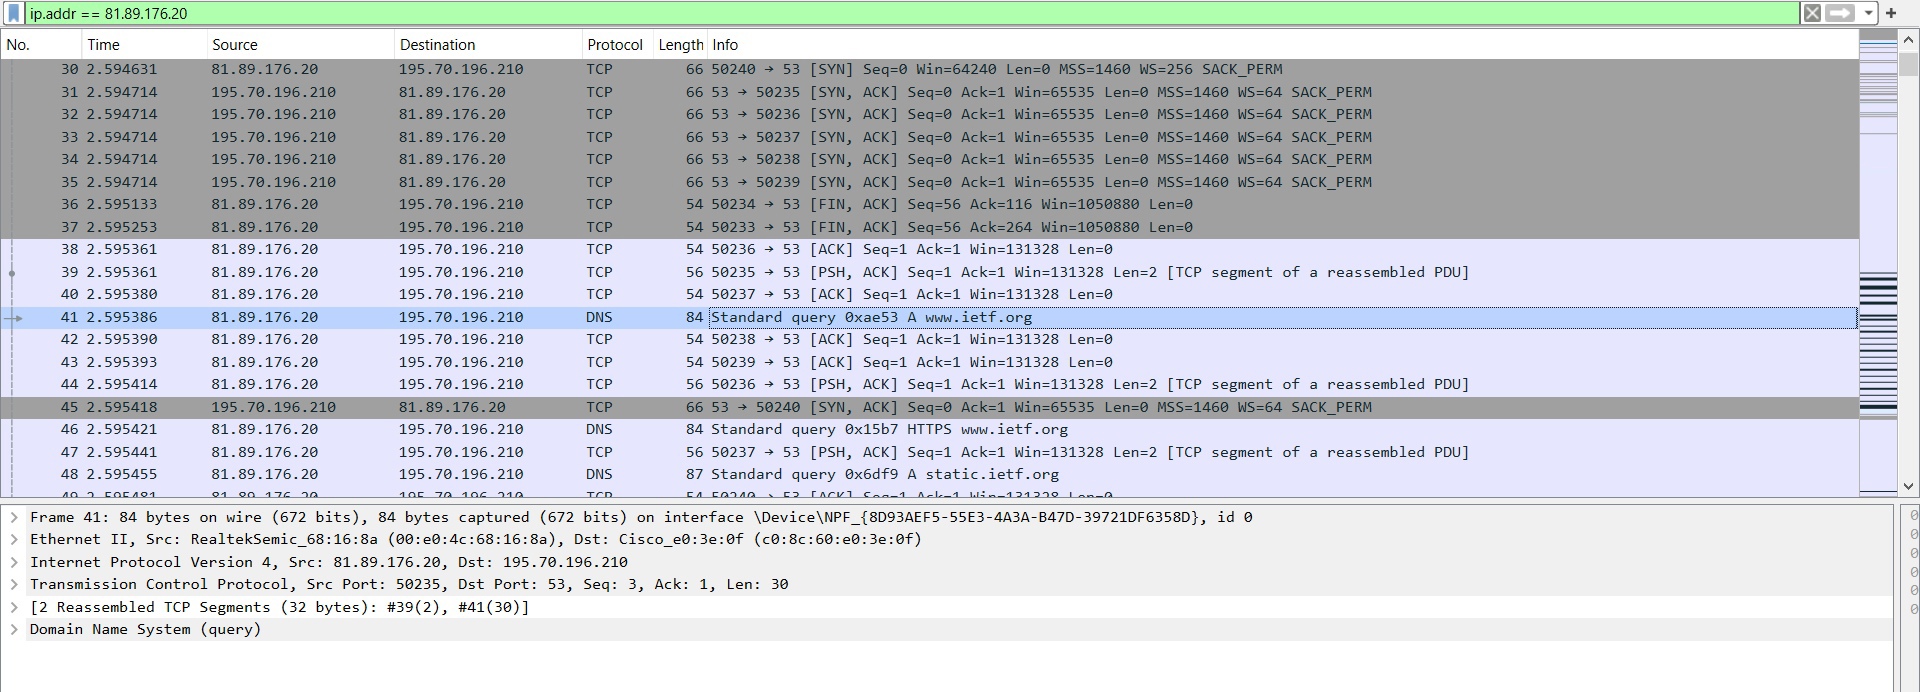 ip.addr == 81.89.176.20
No. Time Source Destination Protocol Length Info
30 2.594631 81.89.176.20 195.70.196.210 TCP 66 50240 → 53 [SYN] Seq=0 Win=64240 Len=0 MSS=1460 WS=256 SACK_PERM
31 2.594714 195.70.196.210 81.89.176.20 TCP 66 53 → 50235 [SYN, ACK] Seq=0 Ack=1 Win=65535 Len=0 MSS=1460 WS=64 SACK_PERM
32 2.594714 195.70.196.210 81.89.176.20 TCP 66 53 → 50236 [SYN, ACK] Seq=0 Ack=1 Win=65535 Len=0 MSS=1460 WS=64 SACK_PERM
33 2.594714 195.70.196.210 81.89.176.20 TCP 66 53 → 50237 [SYN, ACK] Seq=0 Ack=1 Win=65535 Len=0 MSS=1460 WS=64 SACK_PERM
34 2.594714 195.70.196.210 81.89.176.20 TCP 66 53 → 50238 [SYN, ACK] Seq=0 Ack=1 Win=65535 Len=0 MSS=1460 WS=64 SACK_PERM
35 2.594714 195.70.196.210 81.89.176.20 TCP 66 53 → 50239 [SYN, ACK] Seq=0 Ack=1 Win=65535 Len=0 MSS=1460 WS=64 SACK_PERM
36 2.595133 81.89.176.20 195.70.196.210 TCP 54 50234 → 53 [FIN, ACK] Seq=56 Ack=116 Win=1050880 Len=0
37 2.595253 81.89.176.20 195.70.196.210 TCP 54 50233 → 53 [FIN, ACK] Seq=56 Ack=264 Win=1050880 Len=0
38 2.595361 81.89.176.20 195.70.196.210 TCP 54 50236 → 53 [ACK] Seq=1 Ack=1 Win=131328 Len=0
39 2.595361 81.89.176.20 195.70.196.210 TCP 56 50235 → 53 [PSH, ACK] Seq=1 Ack=1 Win=131328 Len=2 [TCP segment of a reassembled PDU]
40 2.595380 81.89.176.20 195.70.196.210 TCP 54 50237 → 53 [ACK] Seq=1 Ack=1 Win=131328 Len=0
41 2.595386 81.89.176.20 195.70.196.210 DNS 84 Standard query 0xae53 A www.ietf.org
42 2.595390 81.89.176.20 195.70.196.210 TCP 54 50238 → 53 [ACK] Seq=1 Ack=1 Win=131328 Len=0
43 2.595393 81.89.176.20 195.70.196.210 TCP 54 50239 → 53 [ACK] Seq=1 Ack=1 Win=131328 Len=0
44 2.595414 81.89.176.20 195.70.196.210 TCP 56 50236 → 53 [PSH, ACK] Seq=1 Ack=1 Win=131328 Len=2 [TCP segment of a reassembled PDU]
45 2.595418 195.70.196.210 81.89.176.20 TCP 66 53 → 50240 [SYN, ACK] Seq=0 Ack=1 Win=65535 Len=0 MSS=1460 WS=64 SACK_PERM
46 2.595421 81.89.176.20 195.70.196.210 DNS 84 Standard query 0x15b7 HTTPS www.ietf.org
47 2.595441 81.89.176.20 195.70.196.210 TCP 56 50237 → 53 [PSH, ACK] Seq=1 Ack=1 Win=131328 Len=2 [TCP segment of a reassembled PDU]
48 2.595455 81.89.176.20 195.70.196.210 DNS 87 Standard query 0x6df9 A static.ietf.org
49 2.595481 81.89.176.20 195.70.196.210 TCP 54 50240 → 53 [ACK] Seq=1 Ack=1 Win=131328 Len=0
Frame 41: 84 bytes on wire (672 bits), 84 bytes captured (672 bits) on interface \Device\NPF_{8D93AEF5-55E3-4A3A-B47D-39721DF6358D}, id 0
Ethernet II, Src: RealtekSemic_68:16:8a (00:e0:4c:68:16:8a), Dst: Cisco_e0:3e:0f (c0:8c:60:e0:3e:0f)
Internet Protocol Version 4, Src: 81.89.176.20, Dst: 195.70.196.210
Transmission Control Protocol, Src Port: 50235, Dst Port: 53, Seq: 3, Ack: 1, Len: 30
[2 Reassembled TCP Segments (32 bytes): #39(2), #41(30)]
Domain Name System (query)
0
0
0
0
0
0